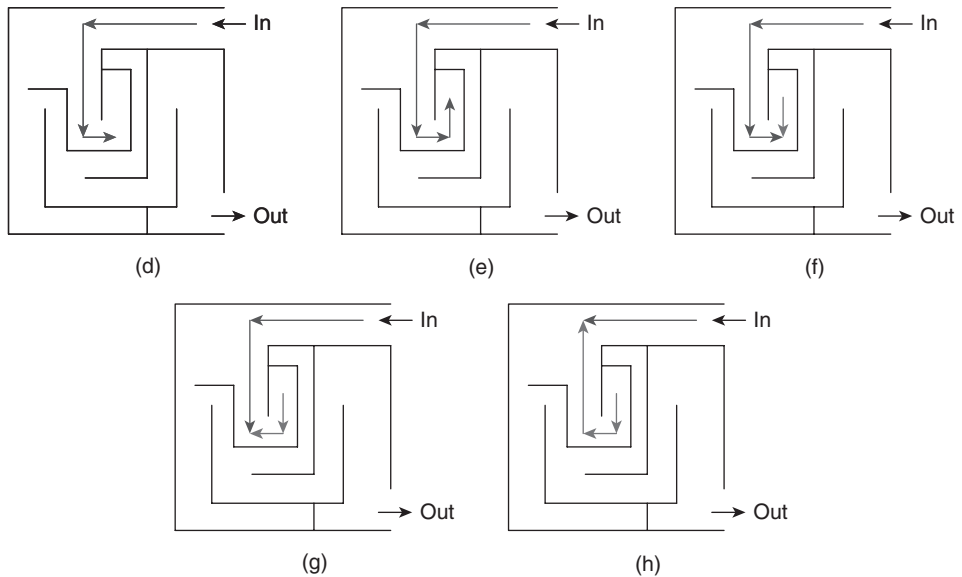 In In In
Out Out Out
(d) (e) (f)
In In
Out Out
(g) (h)